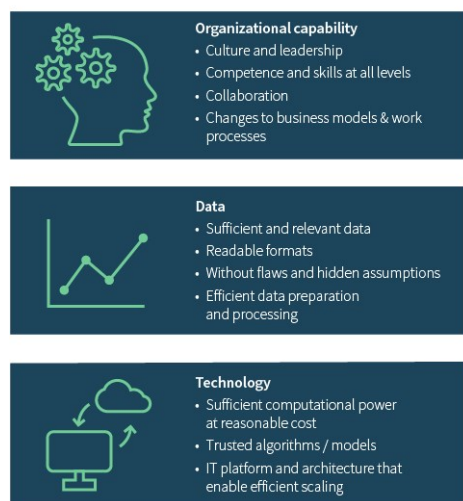 Organizational capability
• Culture and leadership
• Competence and skills at all levels
• Collaboration
• Changes to business models & work
processes
Data
• Sufficient and relevant data
• Readable formats
• Without flaws and hidden assumptions
• Efficient data preparation
and processing
Technology
• Sufficient computational power
at reasonable cost
• Trusted algorithms / models
• IT platform and architecture that
enable efficient scaling